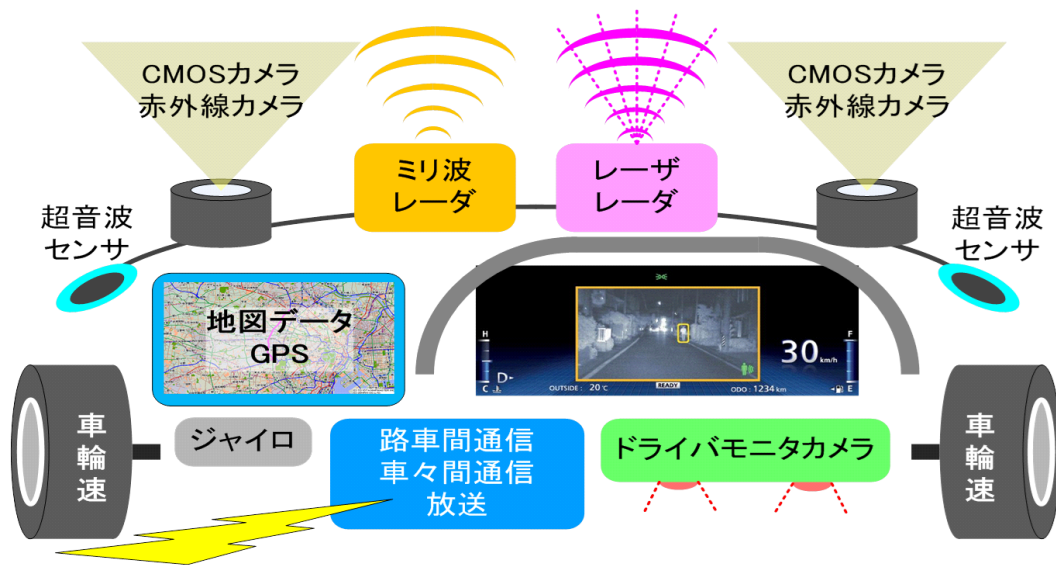 CMOSカメラ
赤外線カメラ
CMOSカメラ
赤外線カメラ
ミリ波
レーダ
レーザ
レーダ
超音波
センサ
超音波
センサ
地図データ
GPS
H
C
D
30 km/h
F
E
OUTSIDE : 20℃
READY
ODO : 1234 km
車輪速
ジャイロ
路車間通信
車々間通信
放送
ドライバモニタカメラ
車輪速